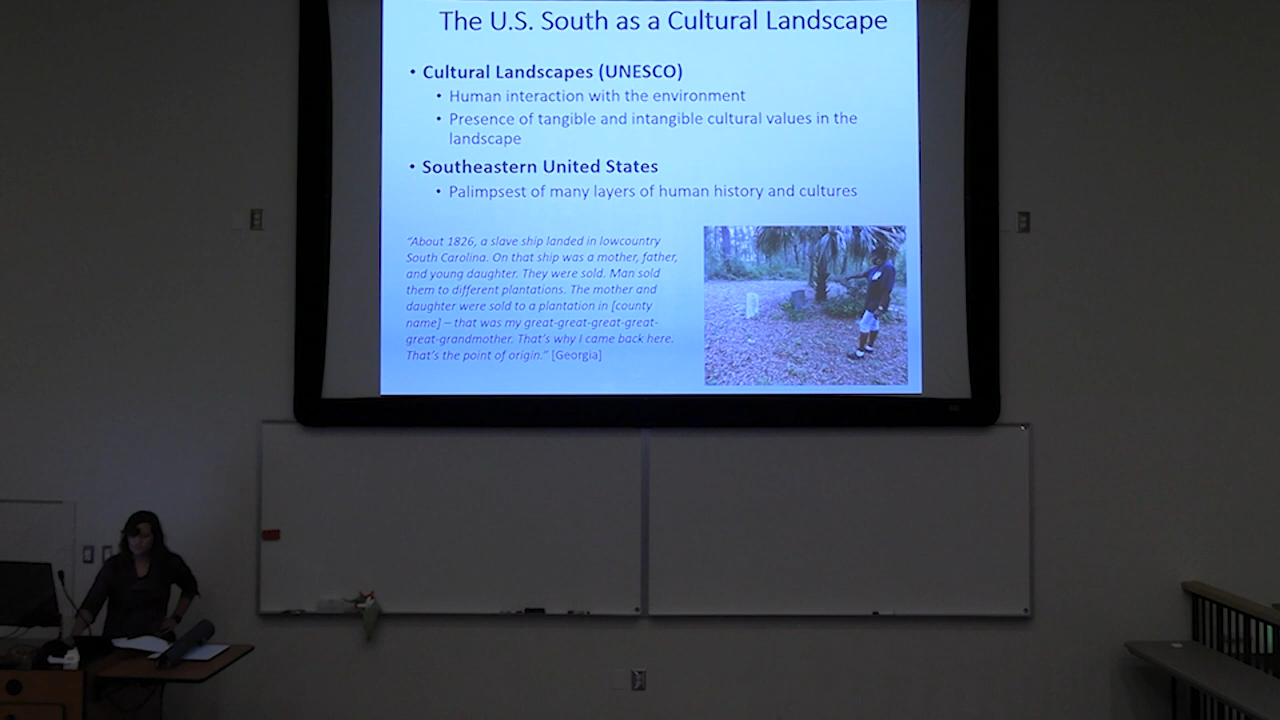 The U.S. South as a Cultural Landscape
• Cultural Landscapes (UNESCO)
• Human interaction with the environment
• Presence of tangible and intangible cultural values in the
landscape
• Southeastern United States
• Palimpsest of many layers of human history and cultures
“About 1826, a slave ship landed in lowcountry
South Carolina. On that ship was a mother, father,
and young daughter. They were sold. Man sold
them to different plantations. The mother and
daughter were sold to a plantation in [county
name] – that was my great-great-great-great-
great-grandmother. That’s why I came back here.
That’s the point of origin.” [Georgia]